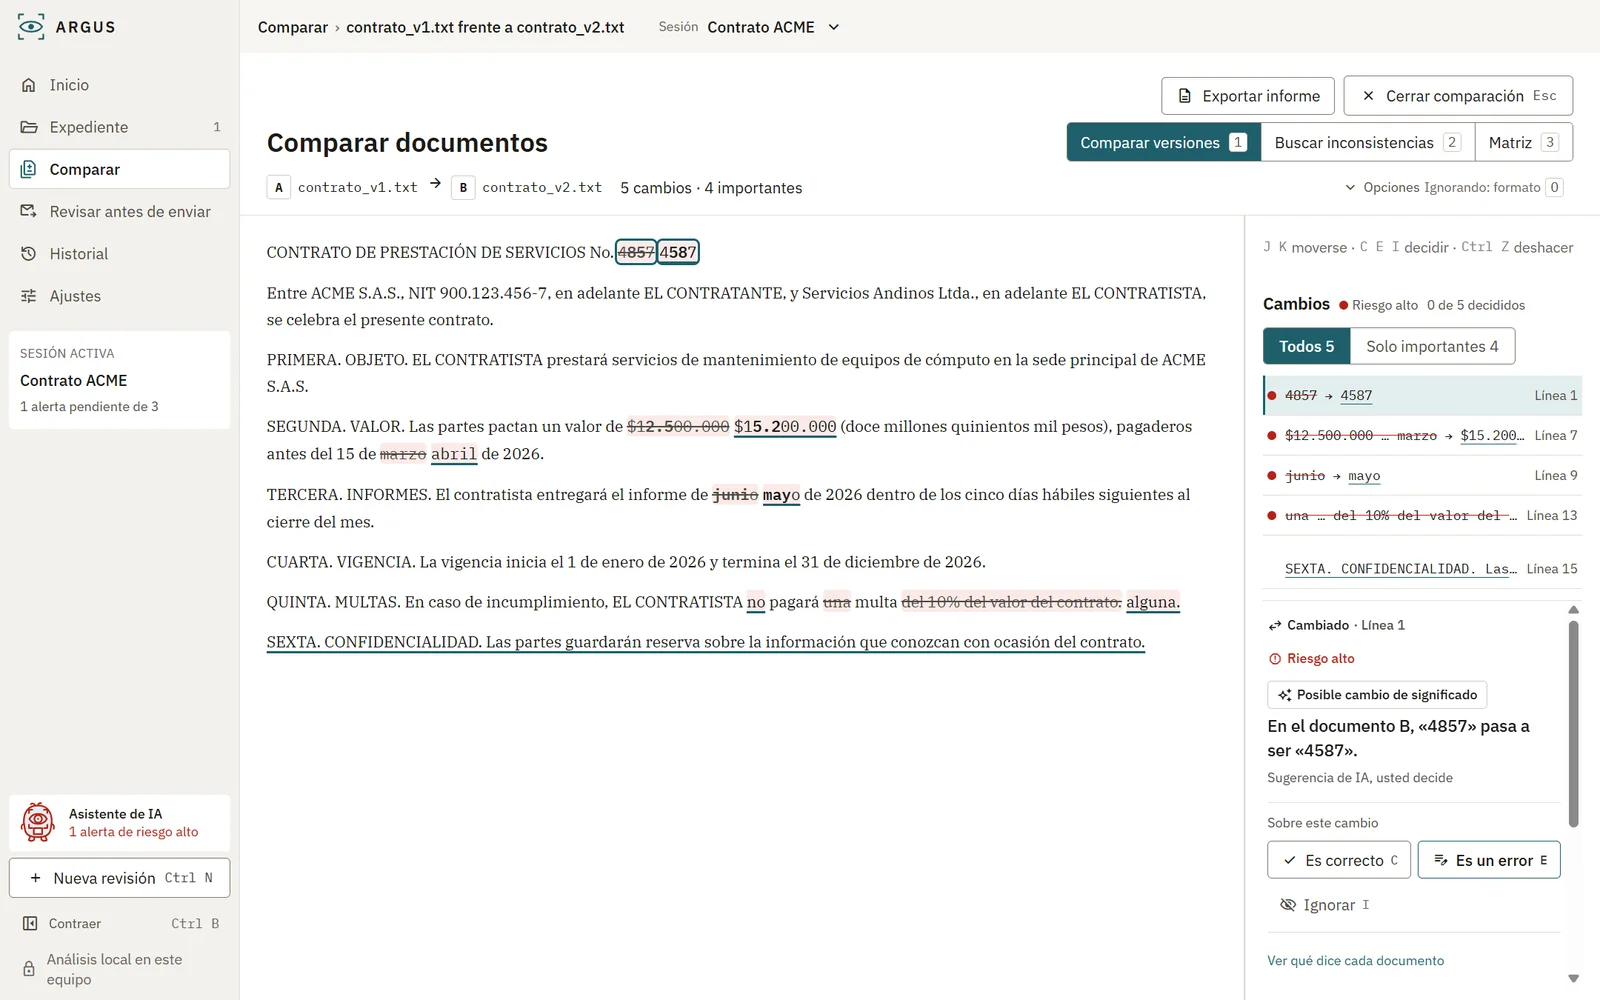 ARGUS
Comparar › contrato_v1.txt frente a contrato_v2.txt
Sesión Contrato ACME
Inicio
Expediente 1
Comparar
Revisar antes de enviar
Historial
Ajustes
SESIÓN ACTIVA
Contrato ACME
1 alerta pendiente de 3
Asistente de IA
1 alerta de riesgo alto
+ Nueva revisión Ctrl N
Contraer Ctrl B
Análisis local en este
equipo
Exportar informe
Cerrar comparación Esc
Comparar documentos
Comparar versiones 1
Buscar inconsistencias 2
Matriz 3
A contrato_v1.txt → B contrato_v2.txt 5 cambios · 4 importantes
Opciones Ignorando: formato 0
CONTRATO DE PRESTACIÓN DE SERVICIOS No. 4857 4587
Entre ACME S.A.S., NIT 900.123.456-7, en adelante EL CONTRATANTE, y Servicios Andinos Ltda., en adelante EL CONTRATISTA,
se celebra el presente contrato.
PRIMERA. OBJETO. EL CONTRATISTA prestará servicios de mantenimiento de equipos de cómputo en la sede principal de ACME
S.A.S.
SEGUNDA. VALOR. Las partes pactan un valor de $12.500.000 $15.200.000 (doce millones quinientos mil pesos), pagaderos
antes del 15 de marzo abril de 2026.
TERCERA. INFORMES. El contratista entregará el informe de junio mayo de 2026 dentro de los cinco días hábiles siguientes al
cierre del mes.
CUARTA. VIGENCIA. La vigencia inicia el 1 de enero de 2026 y termina el 31 de diciembre de 2026.
QUINTA. MULTAS. En caso de incumplimiento, EL CONTRATISTA no pagará una multa del 10% del valor del contrato. alguna.
SEXTA. CONFIDENCIALIDAD. Las partes guardarán reserva sobre la información que conozcan con ocasión del contrato.
J K moverse · C E I decidir · Ctrl Z deshacer
Cambios Riesgo alto 0 de 5 decididos
Todos 5 Solo importantes 4
4857 → 4587 Línea 1
$12.500.000 … marzo → $15.200… Línea 7
junio → mayo Línea 9
una … del 10% del valor del … Línea 13
SEXTA. CONFIDENCIALIDAD. Las… Línea 15
Cambiado · Línea 1
Riesgo alto
Posible cambio de significado
En el documento B, «4857» pasa a
ser «4587».
Sugerencia de IA, usted decide
Sobre este cambio
Es correcto C
Es un error E
Ignorar I
Ver qué dice cada documento